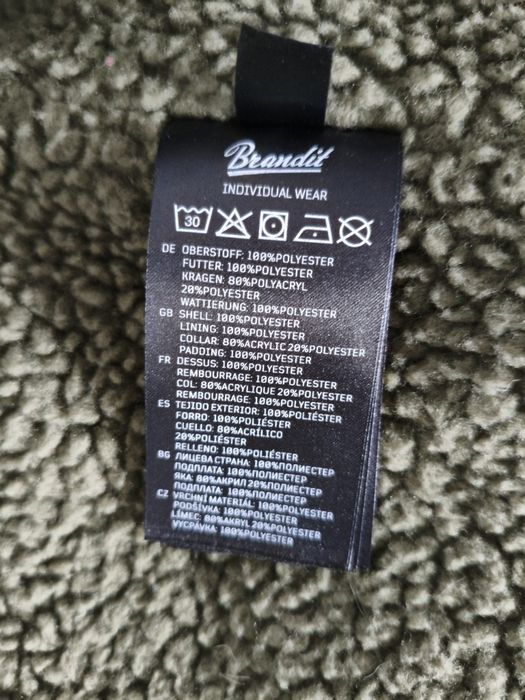 Brandit
INDIVIDUAL WEAR
30
DE OBERSTOFF: 100%POLYESTER
FUTTER: 100%POLYESTER
KRAGEN: 80%POLYACRYL
20%POLYESTER
WATTIERUNG: 100%POLYESTER
GB SHELL: 100%POLYESTER
LINING: 100%POLYESTER
COLLAR: 80%ACRYLIC 20%POLYESTER
PADDING: 100%POLYESTER
FR DESSUS: 100%POLYESTER
REMBOURRAGE: 100%POLYESTER
COL: 80%ACRYLIQUE 20%POLYESTER
REMBOURRAGE: 100%POLYESTER
ES TEJIDO EXTERIOR: 100%POLIÉSTER
FORRO: 100%POLIÉSTER
CUELLO: 80%ACRÍLICO
20%POLIÉSTER
RELLENO: 100%POLIÉSTER
BG ЛИЦЕВА СТРАНА: 100%ПОЛИЕСТЕР
ПОДПЛАТА: 100%ПОЛИЕСТЕР
ЯКА: 80%АКРИЛ 20%ПОЛИЕСТЕР
ПОДПЛАТА: 100%ПОЛИЕСТЕР
CZ VRCHNÍ MATERIÁL: 100%POLYESTER
PODŠÍVKA: 100%POLYESTER
LÍMEC: 80%AKRYL 20%POLYESTER
VYCPÁVKA: 100%POLYESTER